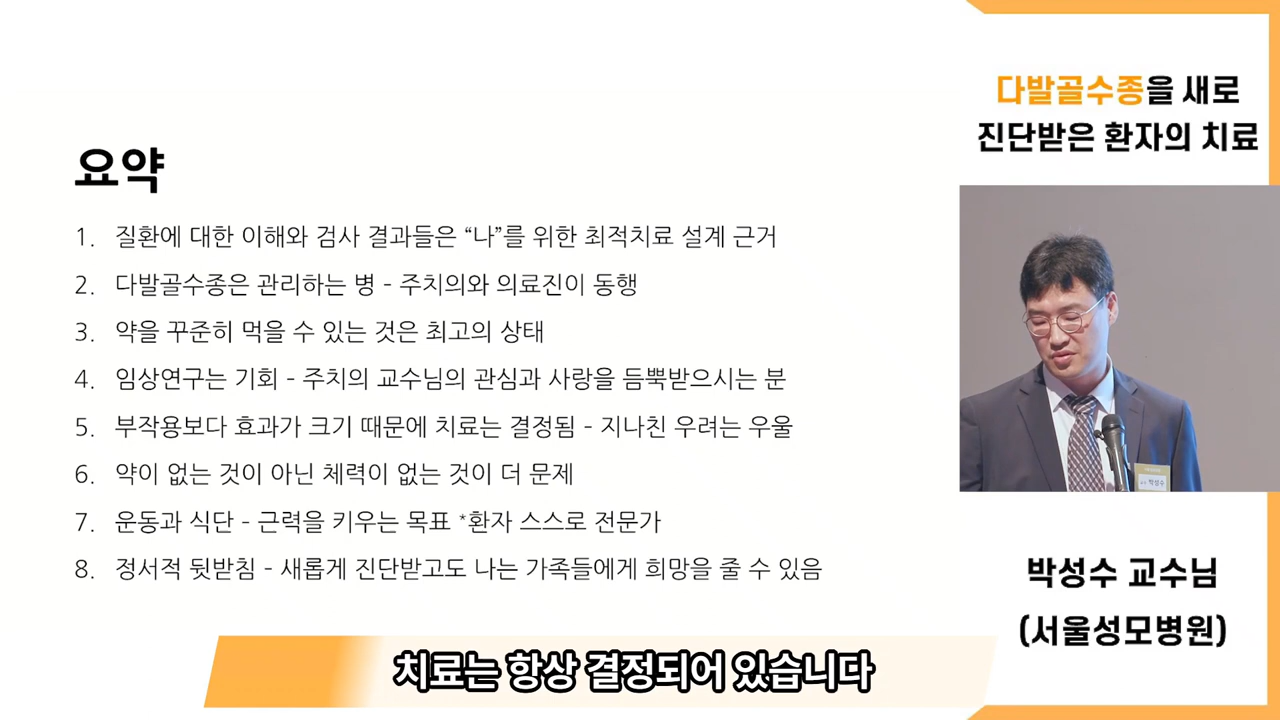 다발골수종을 새로
진단받은 환자의 치료
요약
1. 질환에 대한 이해와 검사 결과들은 “나”를 위한 최적치료 설계 근거
2. 다발골수종은 관리하는 병 - 주치의와 의료진이 동행
3. 약을 꾸준히 먹을 수 있는 것은 최고의 상태
4. 임상연구는 기회 - 주치의 교수님의 관심과 사랑을 듬뿍받으시는 분
5. 부작용보다 효과가 크기 때문에 치료는 결정됨 - 지나친 우려는 우울
6. 약이 없는 것이 아닌 체력이 없는 것이 더 문제
7. 운동과 식단 - 근력을 키우는 목표 *환자 스스로 전문가
8. 정서적 뒷받침 - 새롭게 진단받고도 나는 가족들에게 희망을 줄 수 있음
박성수
박성수 교수님
(서울성모병원)
치료는 항상 결정되어 있습니다